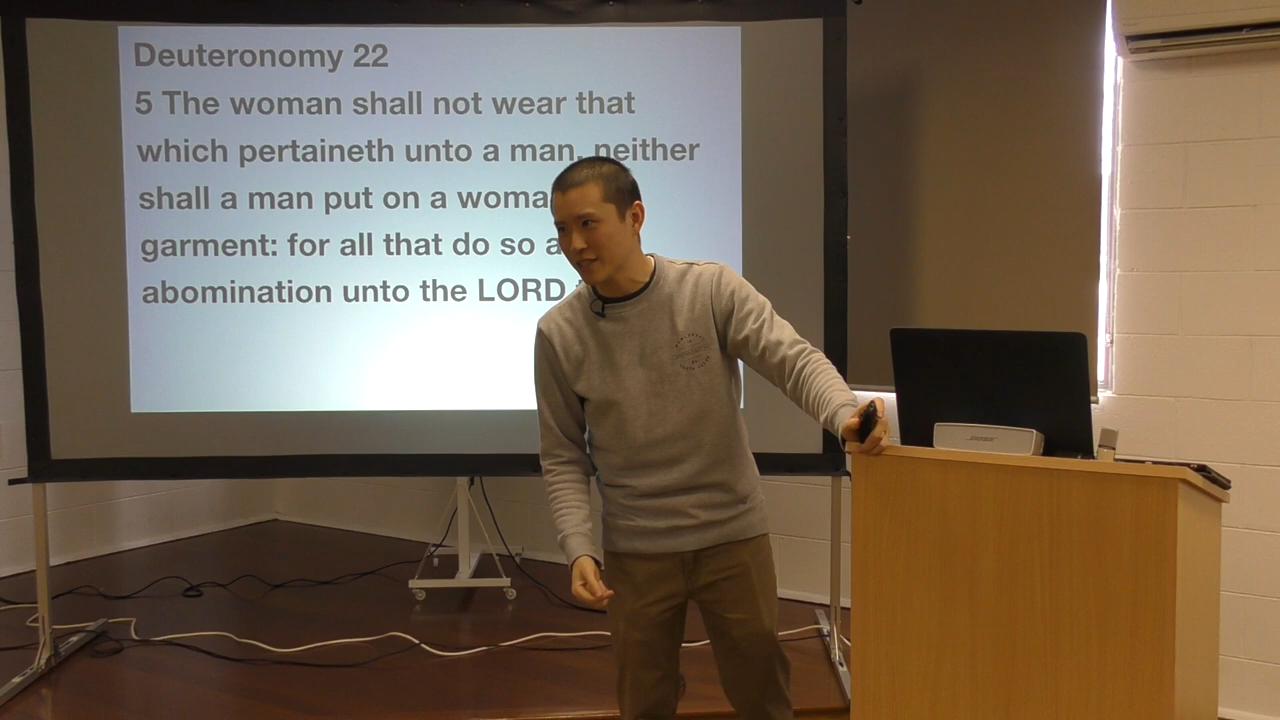 Deuteronomy 22
5 The woman shall not wear that
which pertaineth unto a man, neither
shall a man put on a
garment: for all that do so
abomination unto the LORD